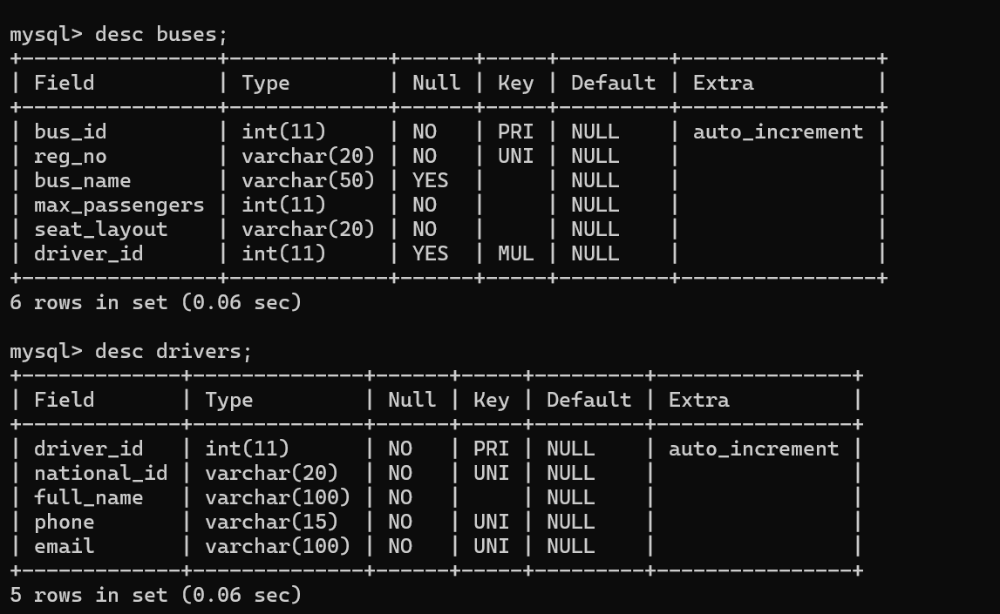 mysql> desc buses;
+----------------+-------------+------+-----+---------+----------------+
| Field          | Type        | Null | Key | Default | Extra          |
+----------------+-------------+------+-----+---------+----------------+
| bus_id         | int(11)     | NO   | PRI | NULL    | auto_increment |
| reg_no         | varchar(20) | NO   | UNI | NULL    |                |
| bus_name       | varchar(50) | YES  |     | NULL    |                |
| max_passengers | int(11)     | NO   |     | NULL    |                |
| seat_layout    | varchar(20) | NO   |     | NULL    |                |
| driver_id      | int(11)     | YES  | MUL | NULL    |                |
+----------------+-------------+------+-----+---------+----------------+
6 rows in set (0.06 sec)
mysql> desc drivers;
+-------------+--------------+------+-----+---------+----------------+
| Field       | Type         | Null | Key | Default | Extra          |
+-------------+--------------+------+-----+---------+----------------+
| driver_id   | int(11)      | NO   | PRI | NULL    | auto_increment |
| national_id | varchar(20)  | NO   | UNI | NULL    |                |
| full_name   | varchar(100) | NO   |     | NULL    |                |
| phone       | varchar(15)  | NO   | UNI | NULL    |                |
| email       | varchar(100) | NO   | UNI | NULL    |                |
+-------------+--------------+------+-----+---------+----------------+
5 rows in set (0.06 sec)